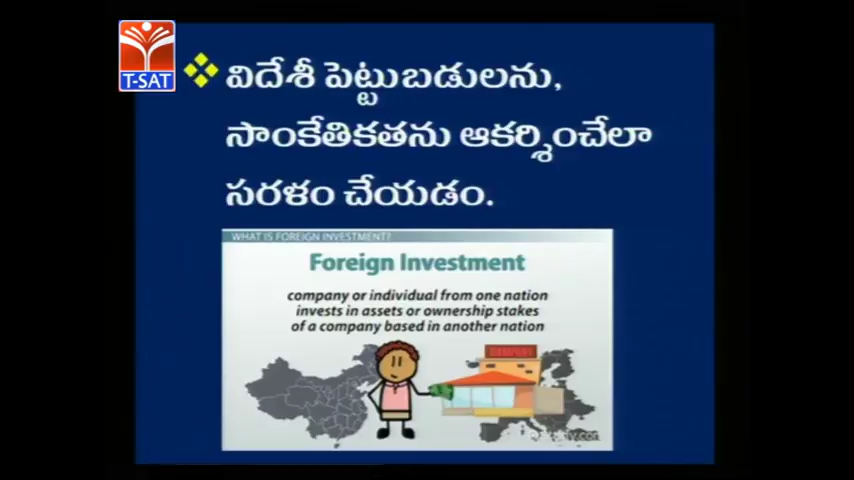 T-SAT
విదేశీ పెట్టుబడులను,
సాంకేతికతను ఆకర్శించేలా
సరళం చేయడం.
WHAT IS FOREIGN INVESTMENT?
Foreign Investment
company or individual from one nation
invests in assets or ownership stakes
of a company based in another nation